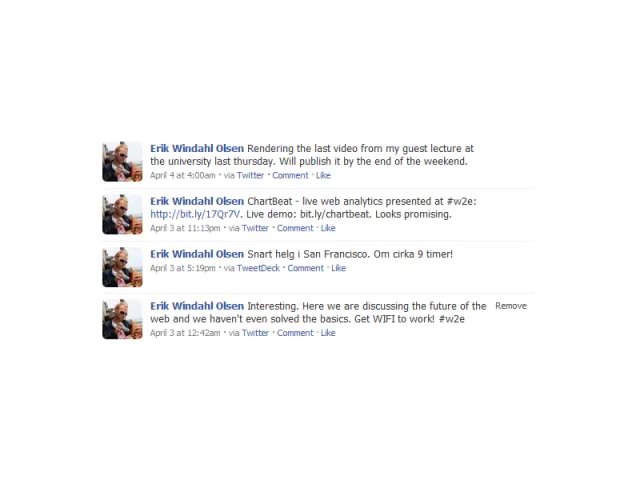 Erik Windahl Olsen Rendering the last video from my guest lecture at
the university last thursday. Will publish it by the end of the weekend.
April 4 at 4:00am · via Twitter · Comment · Like
Erik Windahl Olsen ChartBeat - live web analytics presented at #w2e:
http://bit.ly/17Qr7V. Live demo: bit.ly/chartbeat. Looks promising.
April 3 at 11:13pm · via Twitter · Comment · Like
Erik Windahl Olsen Snart helg i San Francisco. Om cirka 9 timer!
April 3 at 5:19pm · via TweetDeck · Comment · Like
Erik Windahl Olsen Interesting. Here we are discussing the future of the Remove
web and we haven't even solved the basics. Get WIFI to work! #w2e
April 3 at 12:42am · via Twitter · Comment · Like